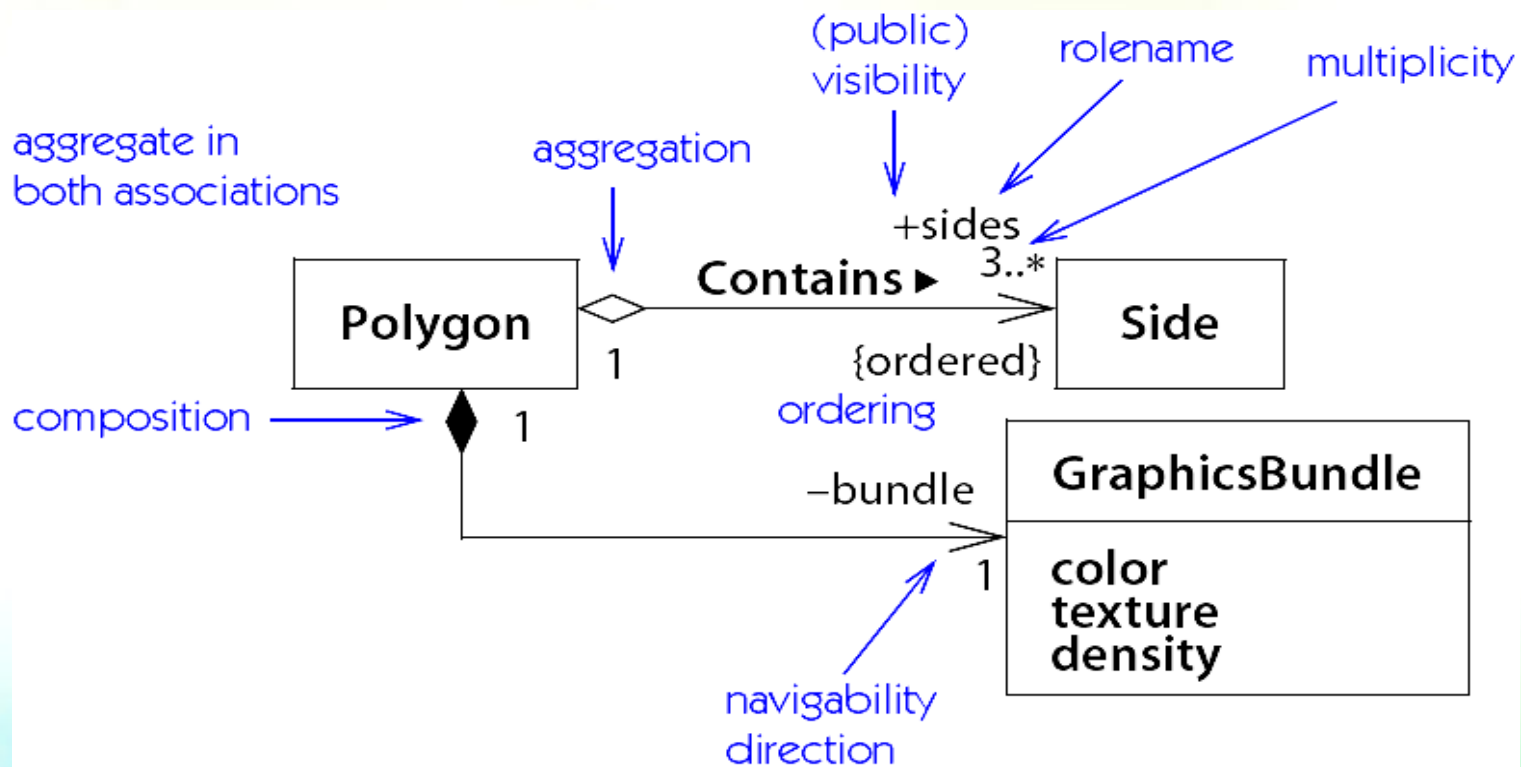 (public)
visibility
rolename
multiplicity
aggregate in
both associations
aggregation
+sides
3..*
Contains ▶
Polygon
Side
1
{ordered}
ordering
composition
1
–bundle
GraphicsBundle
1
color
texture
density
navigability
direction